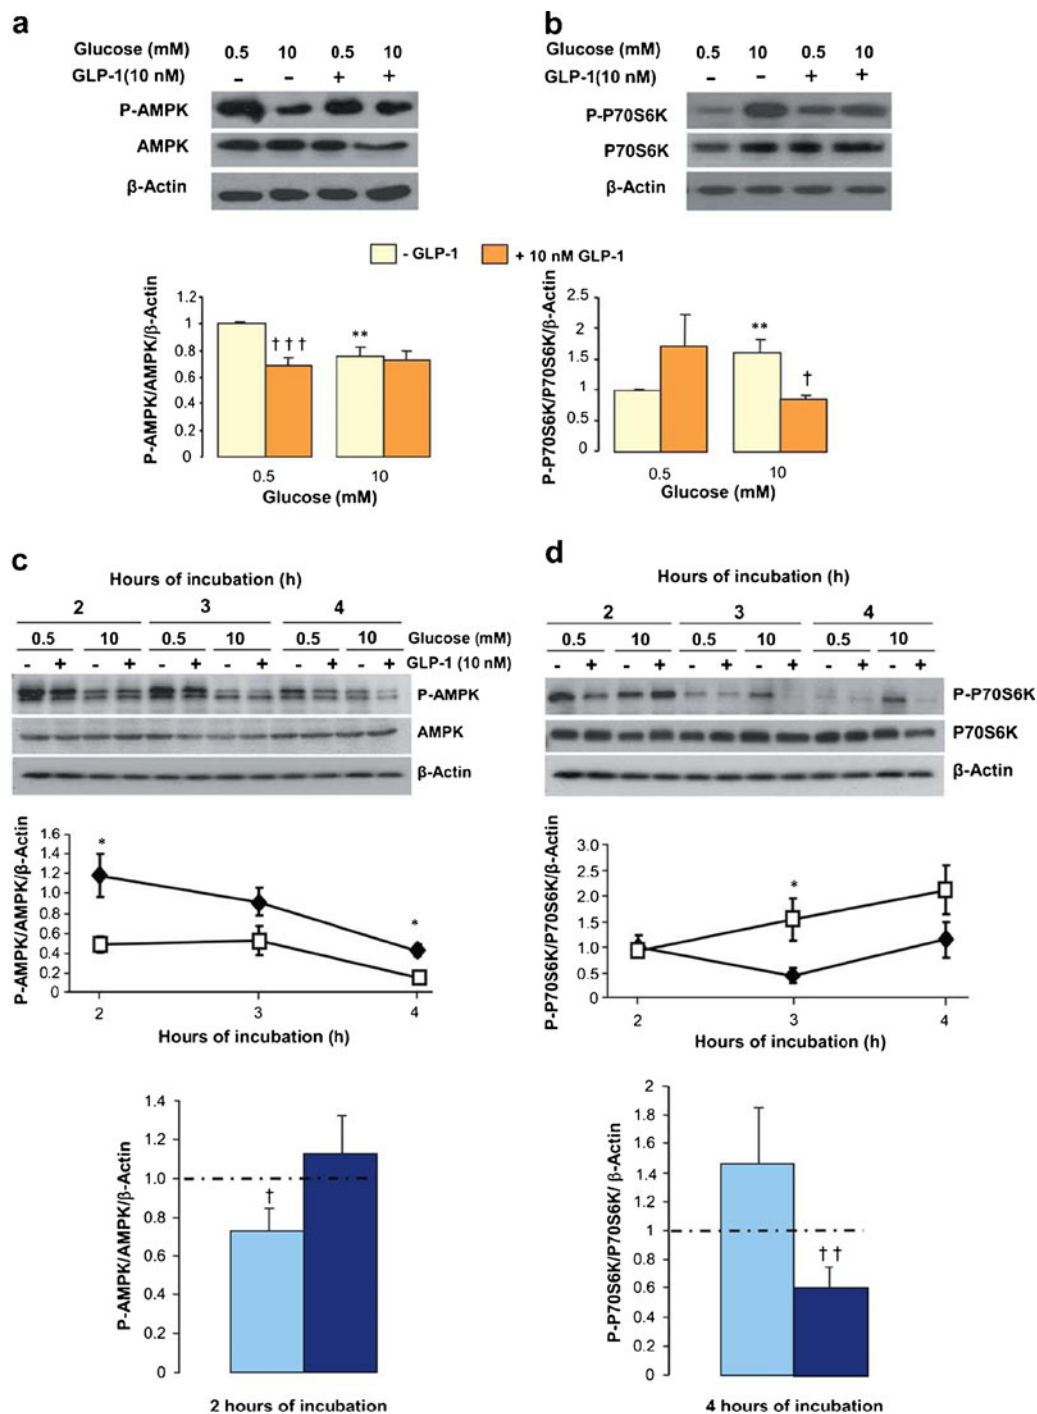 a
Glucose (mM) 0.5 10 0.5 10
GLP-1(10 nM) - - + +
P-AMPK
AMPK
β-Actin
b
Glucose (mM) 0.5 10 0.5 10
GLP-1(10 nM) - - + +
P-P70S6K
P70S6K
β-Actin
- GLP-1 + 10 nM GLP-1
P-AMPK/AMPK/β-Actin
1.2
1
0.8
0.6
0.4
0.2
0
† † †
**
0.5 10
Glucose (mM)
P-P70S6K/P70S6K/β-Actin
2.5
2
1.5
1
0.5
0
**
†
0.5 10
Glucose (mM)
c
Hours of incubation (h)
2 3 4
0.5 10 0.5 10 0.5 10 Glucose (mM)
- + - + - + - + - + - + GLP-1 (10 nM)
P-AMPK
AMPK
β-Actin
P-AMPK/AMPK/β-Actin
1.6
1.4
1.2
1.0
0.8
0.6
0.4
0.2
0
*
*
2 3 4
Hours of incubation (h)
P-AMPK/AMPK/β-Actin
1.4
1.2
1.0
0.8
0.6
0.4
0.2
0
†
2 hours of incubation
d
Hours of incubation (h)
2 3 4
0.5 10 0.5 10 0.5 10
- + - + - + - + - + - +
P-P70S6K
P70S6K
β-Actin
P-P70S6K/P70S6K/β-Actin
3.0
2.0
1.5
1.0
0.5
0
*
2 3 4
Hours of incubation (h)
P-P70S6K/P70S6K/ β-Actin
2
1.8
1.6
1.4
1.2
1
0.8
0.6
0.4
0.2
0
† †
4 hours of incubation